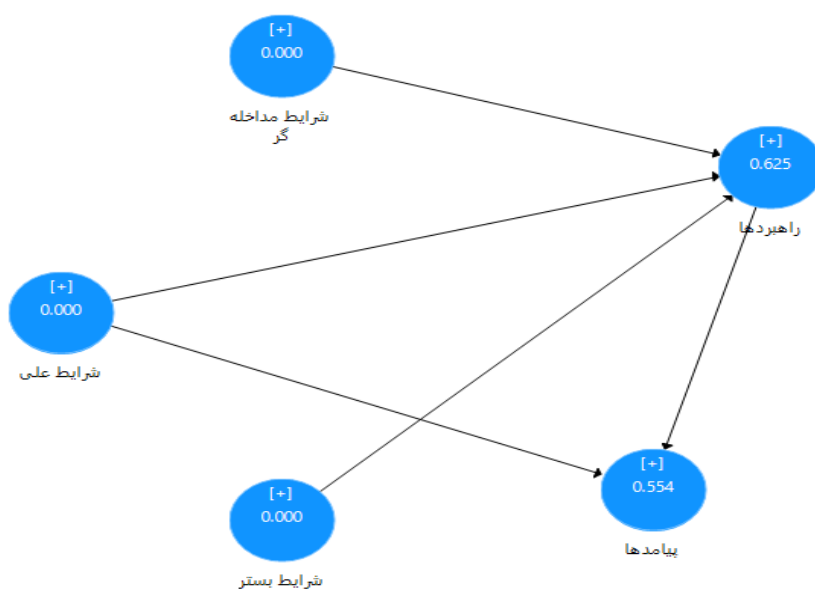 [+]
0.000
شرایط مداخله
گر
[+]
0.625
راهبردها
[+]
0.000
شرایط علی
[+]
0.554
پیامدها
[+]
0.000
شرایط بستر